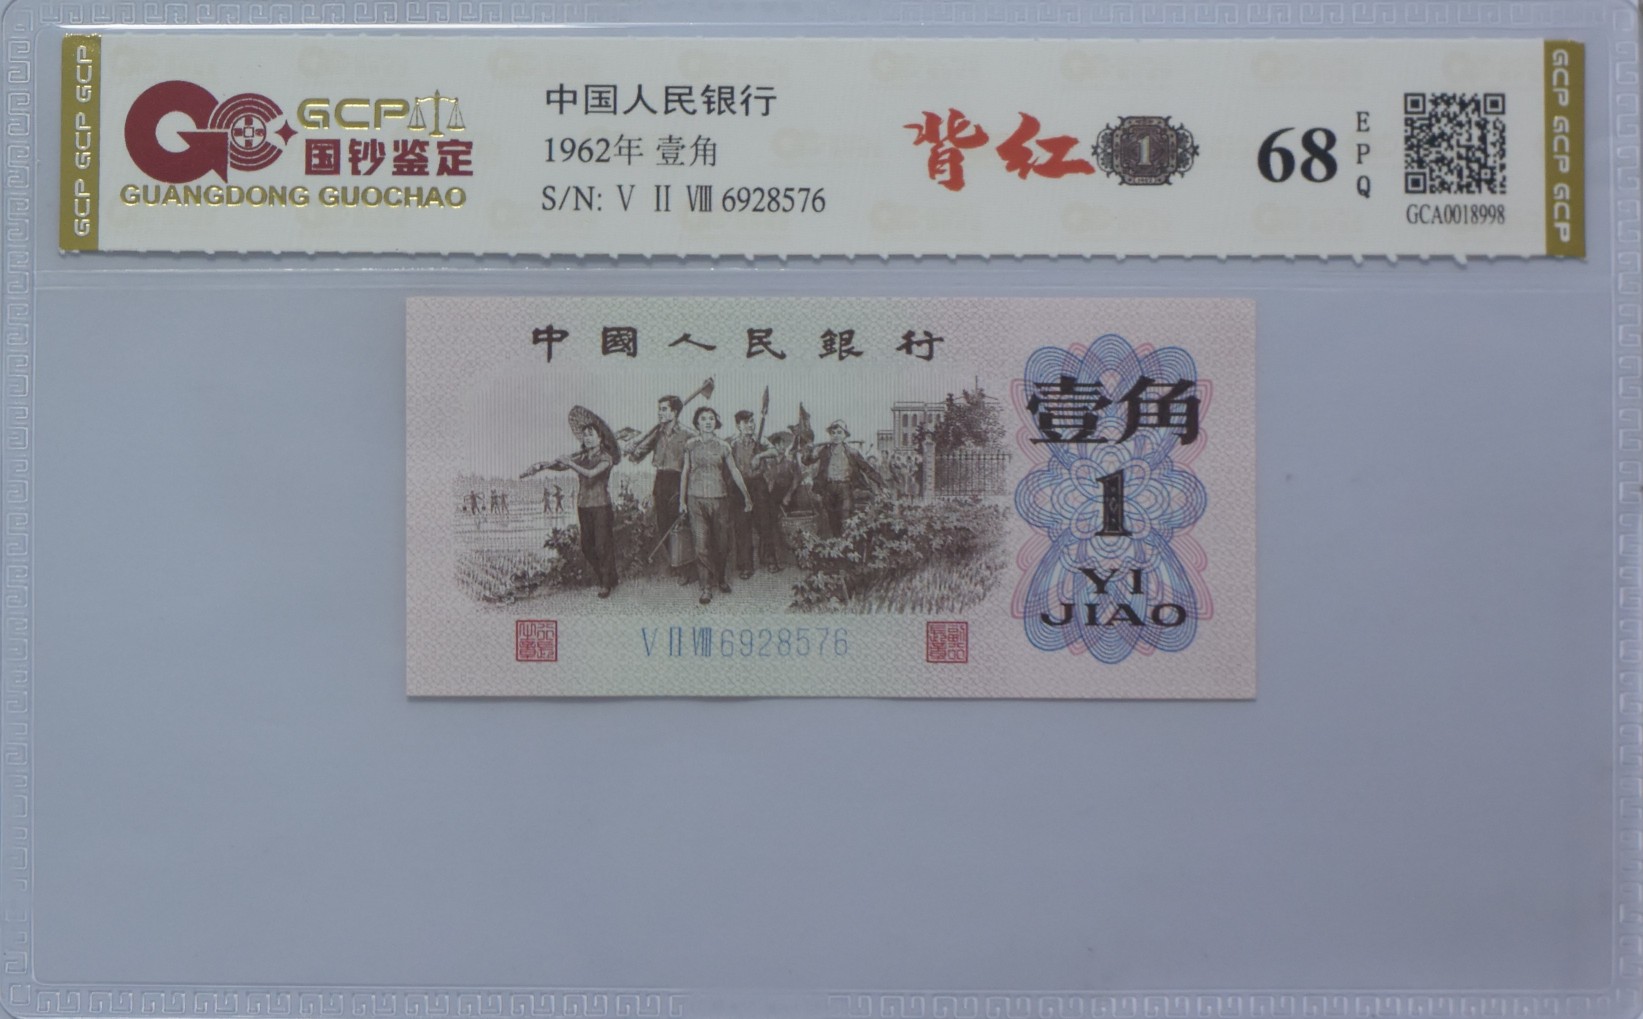 GCP GCP GCP
GCP
国钞鉴定
GUANGDONG GUOCHAO
中国人民银行
1962年 壹角
S/N: Ⅴ Ⅱ Ⅷ 6928576
背红
1
68
EPQ
GCA0018998
GCP GCP GCP
中國人民銀行
壹角
1
YI
JIAO
Ⅴ Ⅱ Ⅷ 6928576